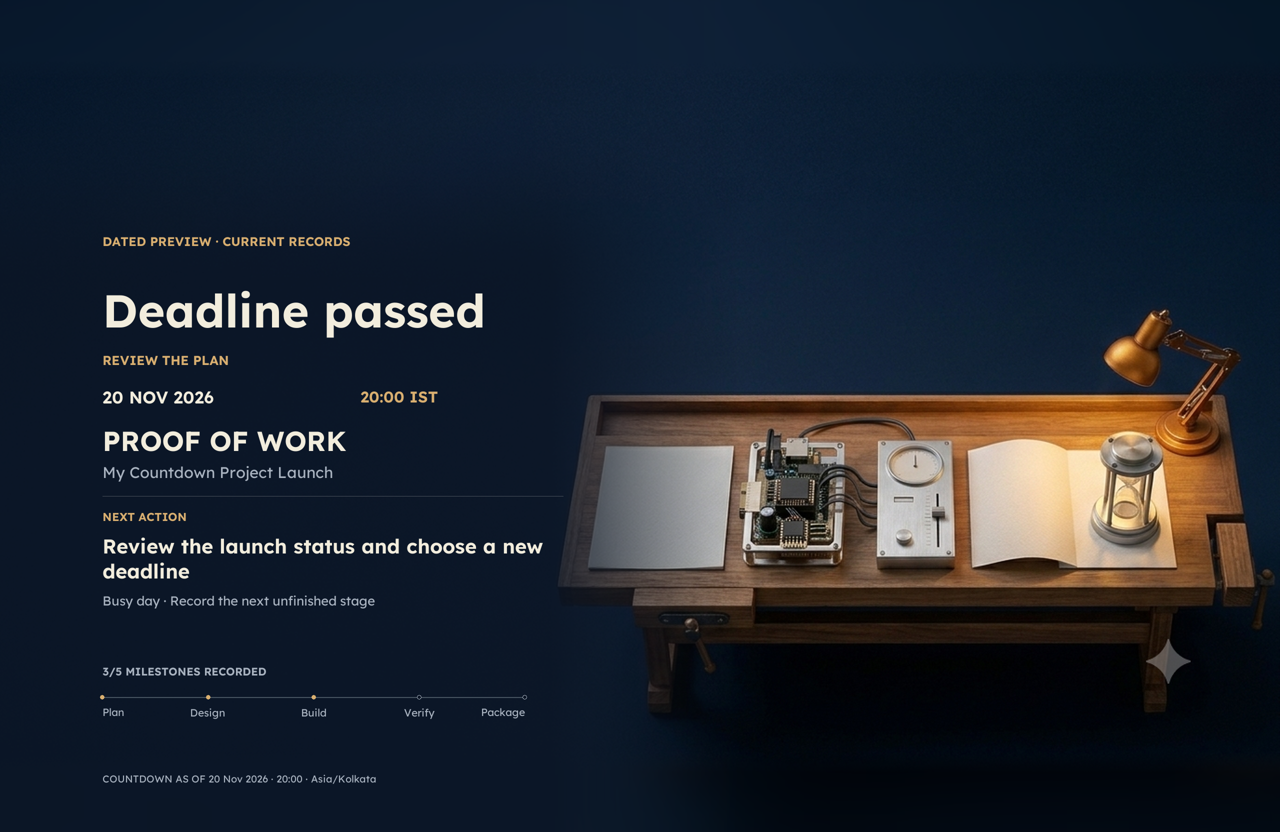 DATED PREVIEW · CURRENT RECORDS
Deadline passed
REVIEW THE PLAN
20 NOV 2026 20:00 IST
PROOF OF WORK
My Countdown Project Launch
NEXT ACTION
Review the launch status and choose a new
deadline
Busy day · Record the next unfinished stage
3/5 MILESTONES RECORDED
Plan Design Build Verify Package
COUNTDOWN AS OF 20 Nov 2026 · 20:00 · Asia/Kolkata